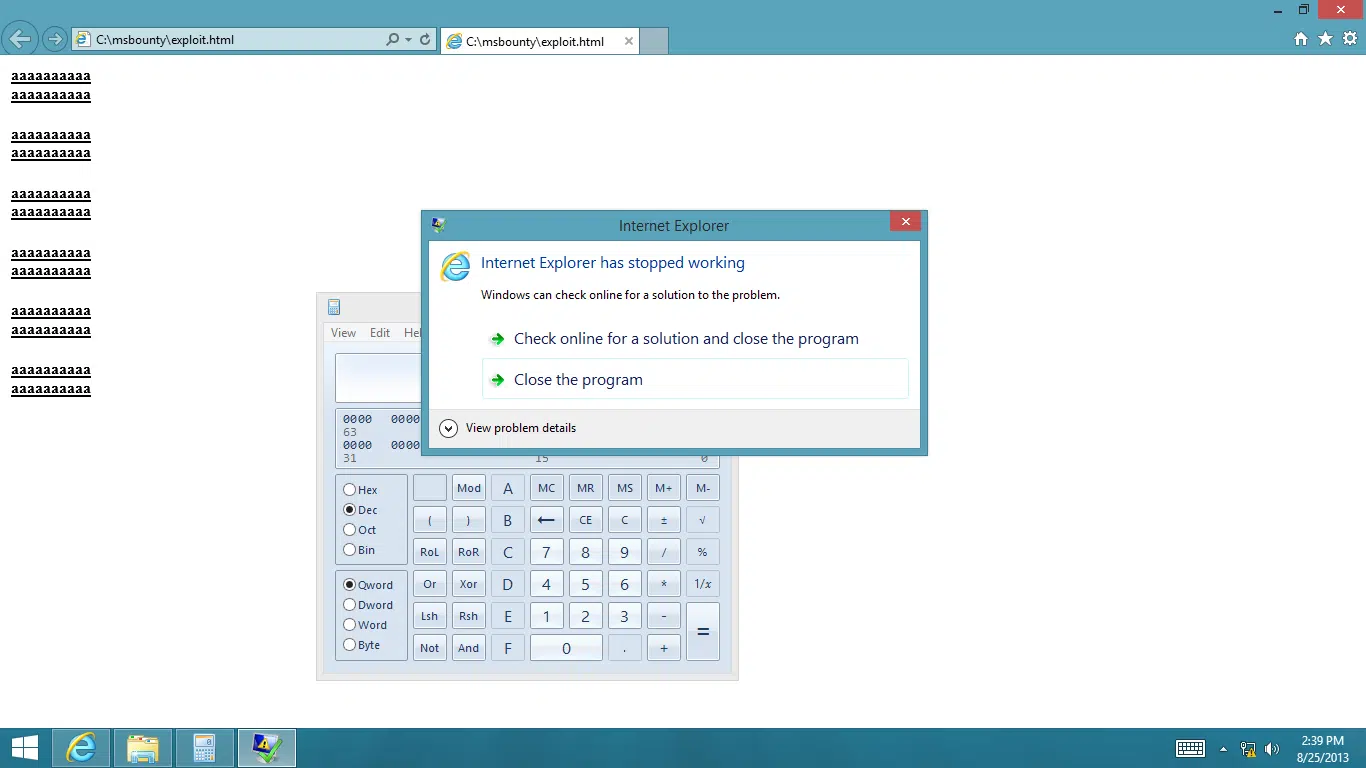 C:\msbounty\exploit.html
C:\msbounty\exploit.html
aaaaaaaaaa
aaaaaaaaaa
aaaaaaaaaa
aaaaaaaaaa
aaaaaaaaaa
aaaaaaaaaa
aaaaaaaaaa
aaaaaaaaaa
aaaaaaaaaa
aaaaaaaaaa
aaaaaaaaaa
aaaaaaaaaa
Internet Explorer
Internet Explorer has stopped working
Windows can check online for a solution to the problem.
Check online for a solution and close the program
Close the program
View problem details
View Edit
0000 0000
63
0000 0000
31 15 0
Hex
Dec
Oct
Bin
Qword
Dword
Word
Byte
Mod A MC MR MS M+ M-
( ) B ← CE C ± √
RoL RoR C 7 8 9 / %
Or Xor D 4 5 6 * 1/x
Lsh Rsh E 1 2 3 - =
Not And F 0 . +
2:39 PM
8/25/2013